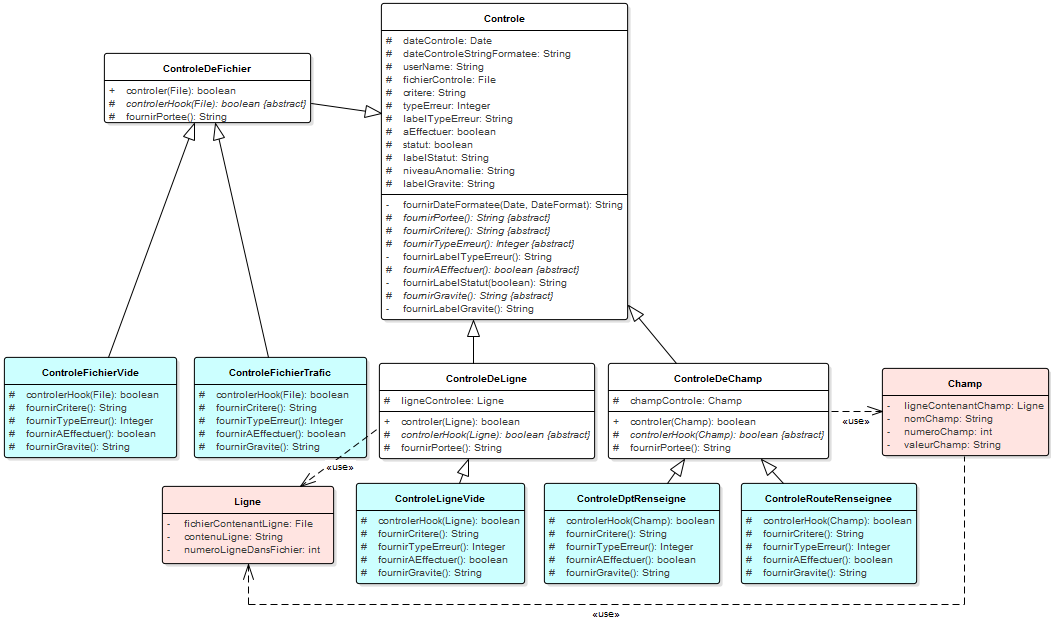 Controle
# dateControle: Date
# dateControleStringFormatee: String
# userName: String
# fichierControle: File
# critere: String
# typeErreur: Integer
# labelTypeErreur: String
# aEffectuer: boolean
# statut: boolean
# labelStatut: String
# niveauAnomalie: String
# labelGravite: String
- fournirDateFormatee(Date, DateFormat): String
# fournirPortee(): String {abstract}
# fournirCritere(): String {abstract}
# fournirTypeErreur(): Integer {abstract}
- fournirLabelTypeErreur(): String
# fournirAEffectuer(): boolean {abstract}
- fournirLabelStatut(boolean): String
# fournirGravite(): String {abstract}
- fournirLabelGravite(): String
ControleDeFichier
+ controler(File): boolean
# controlerHook(File): boolean {abstract}
# fournirPortee(): String
ControleFichierVide
# controlerHook(File): boolean
# fournirCritere(): String
# fournirTypeErreur(): Integer
# fournirAEffectuer(): boolean
# fournirGravite(): String
ControleFichierTrafic
# controlerHook(File): boolean
# fournirCritere(): String
# fournirTypeErreur(): Integer
# fournirAEffectuer(): boolean
# fournirGravite(): String
ControleDeLigne
# ligneControlee: Ligne
+ controler(Ligne): boolean
# controlerHook(Ligne): boolean {abstract}
# fournirPortee(): String
ControleDeChamp
# champControle: Champ
+ controler(Champ): boolean
# controlerHook(Champ): boolean {abstract}
# fournirPortee(): String
Champ
- ligneContenantChamp: Ligne
- nomChamp: String
- numeroChamp: int
- valeurChamp: String
«use»
«use»
Ligne
- fichierContenantLigne: File
- contenuLigne: String
- numeroLigneDansFichier: int
ControleLigneVide
# controlerHook(Ligne): boolean
# fournirCritere(): String
# fournirTypeErreur(): Integer
# fournirAEffectuer(): boolean
# fournirGravite(): String
ControleDptRenseigne
# controlerHook(Champ): boolean
# fournirCritere(): String
# fournirTypeErreur(): Integer
# fournirAEffectuer(): boolean
# fournirGravite(): String
ControleRouteRenseignee
# controlerHook(Champ): boolean
# fournirCritere(): String
# fournirTypeErreur(): Integer
# fournirAEffectuer(): boolean
# fournirGravite(): String
«use»